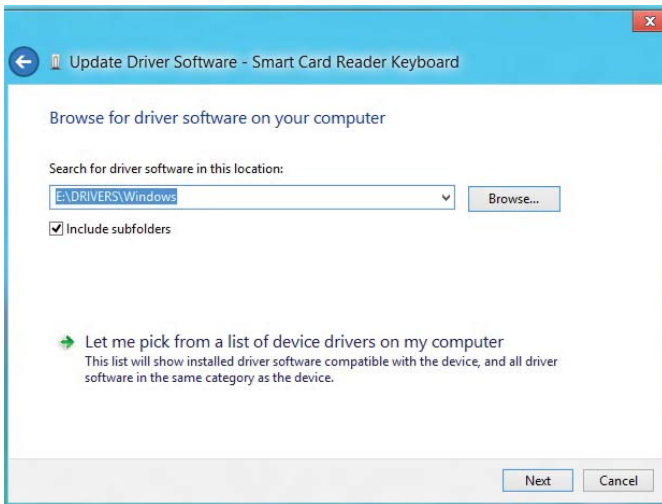 x
Update Driver Software - Smart Card Reader Keyboard
Browse for driver software on your computer
Search for driver software in this location:
E:\DRIVERS\Windows
Browse...
Include subfolders
Let me pick from a list of device drivers on my computer
This list will show installed driver software compatible with the device, and all driver
software in the same category as the device.
Next Cancel